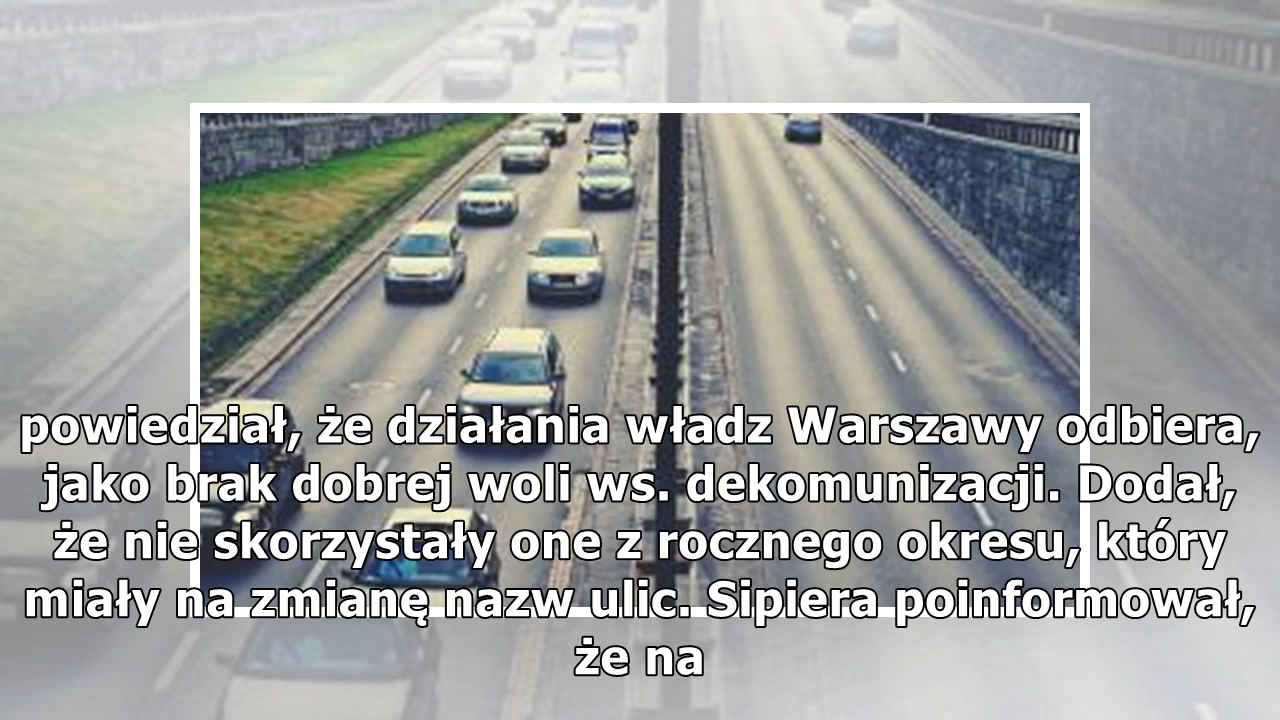 powiedział, że działania władz Warszawy odbiera,
jako brak dobrej woli ws. dekomunizacji. Dodał,
że nie skorzystały one z rocznego okresu, który
miały na zmianę nazw ulic. Sipiera poinformował,
że na